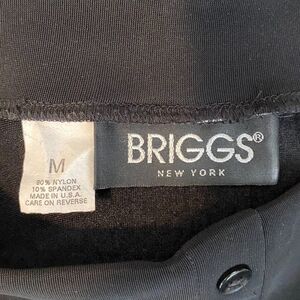 M
90% NYLON
10% SPANDEX
MADE IN U.S.A.
CARE ON REVERSE
BRIGGS®
NEW YORK